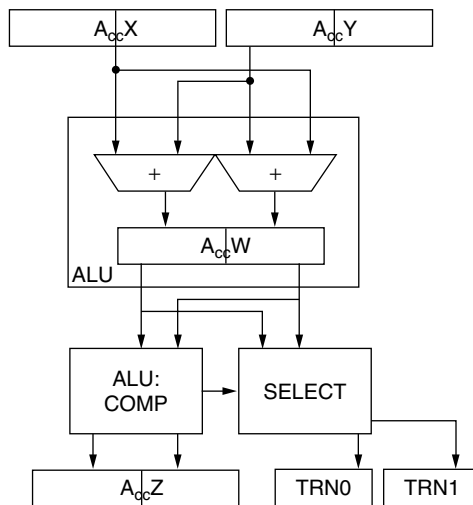 AccX
AccY
+
+
AccW
ALU
ALU:
COMP
SELECT
AccZ
TRN0
TRN1